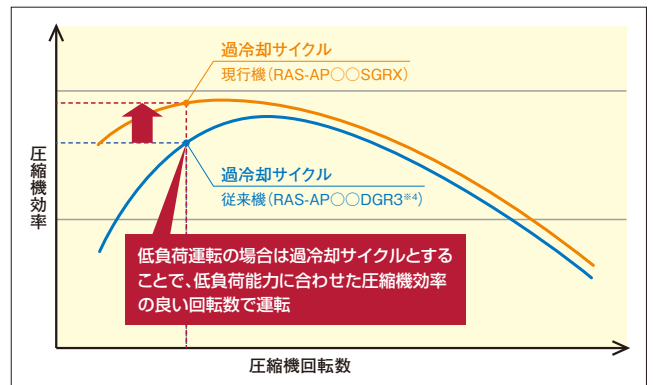 過冷却サイクル
現行機(RAS-AP○○SGRX)
過冷却サイクル
従来機(RAS-AP○○DGR3※4)
低負荷運転の場合は過冷却サイクルとする
ことで、低負荷能力に合わせた圧縮機効率
の良い回転数で運転
圧縮機効率
圧縮機回転数